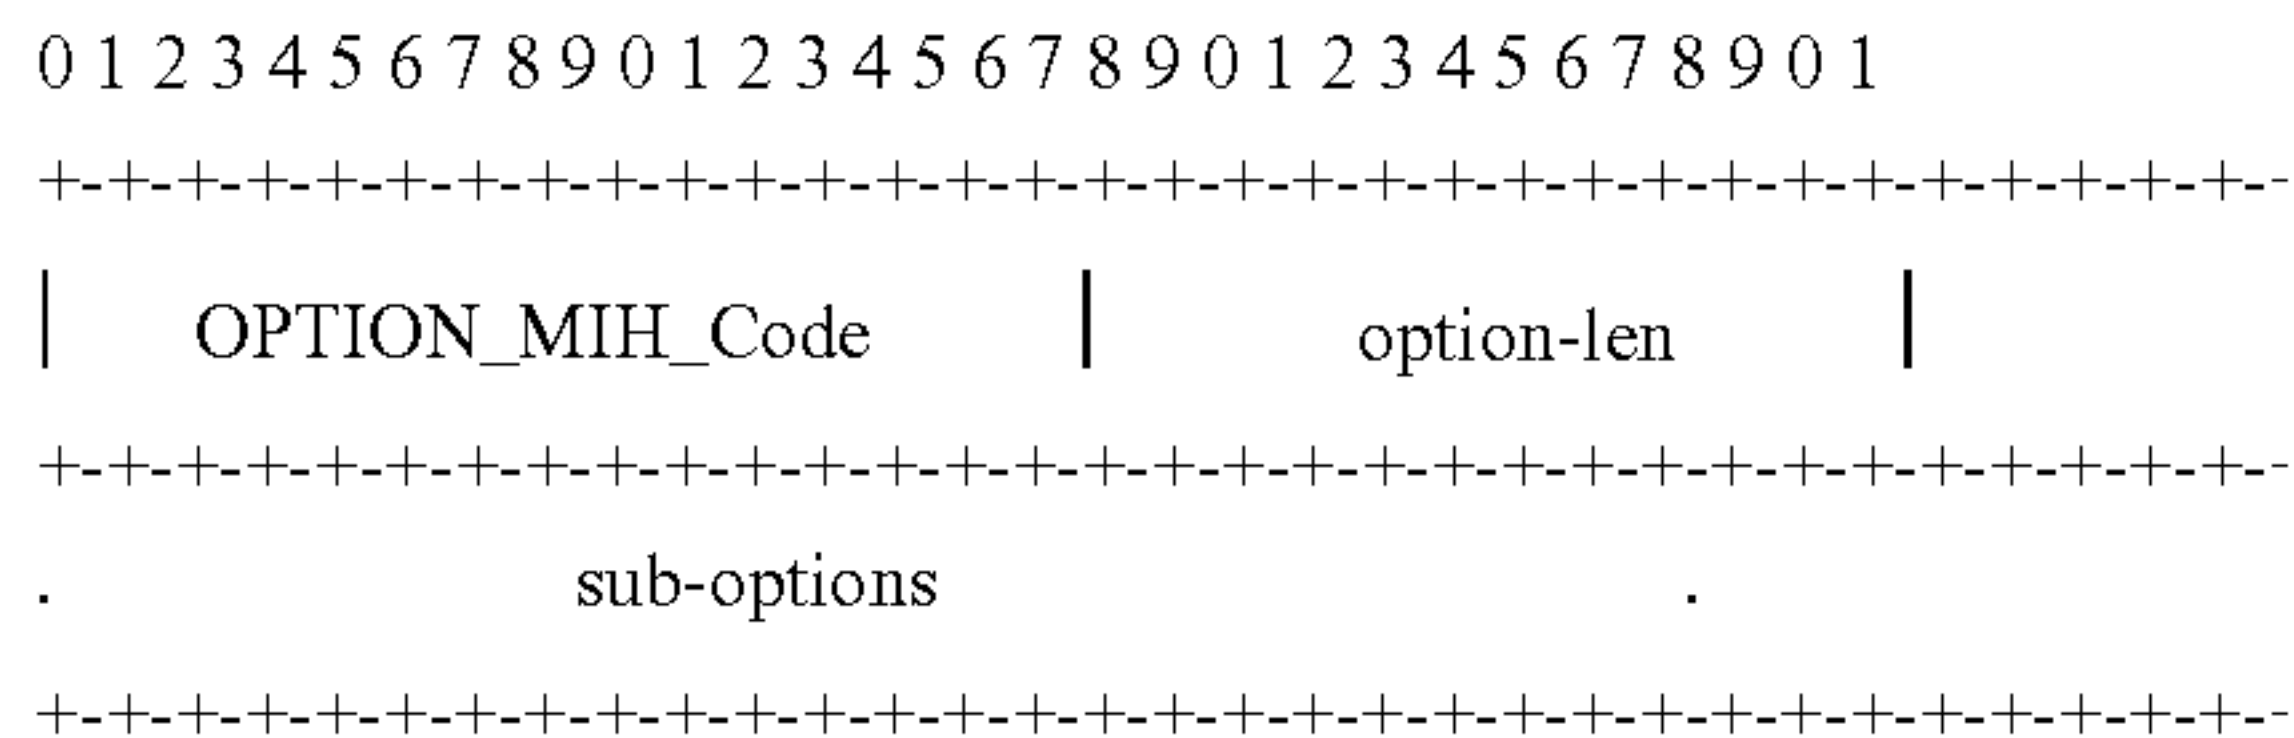 0 1 2 3 4 5 6 7 8 9 0 1 2 3 4 5 6 7 8 9 0 1 2 3 4 5 6 7 8 9 0 1
+-+-+-+-+-+-+-+-+-+-+-+-+-+-+-+-+-+-+-+-+-+-+-+-+-+-+-+-+-+-+-+-
| OPTION_MIH_Code | option-len |
+-+-+-+-+-+-+-+-+-+-+-+-+-+-+-+-+-+-+-+-+-+-+-+-+-+-+-+-+-+-+-+-
. sub-options .
+-+-+-+-+-+-+-+-+-+-+-+-+-+-+-+-+-+-+-+-+-+-+-+-+-+-+-+-+-+-+-+-